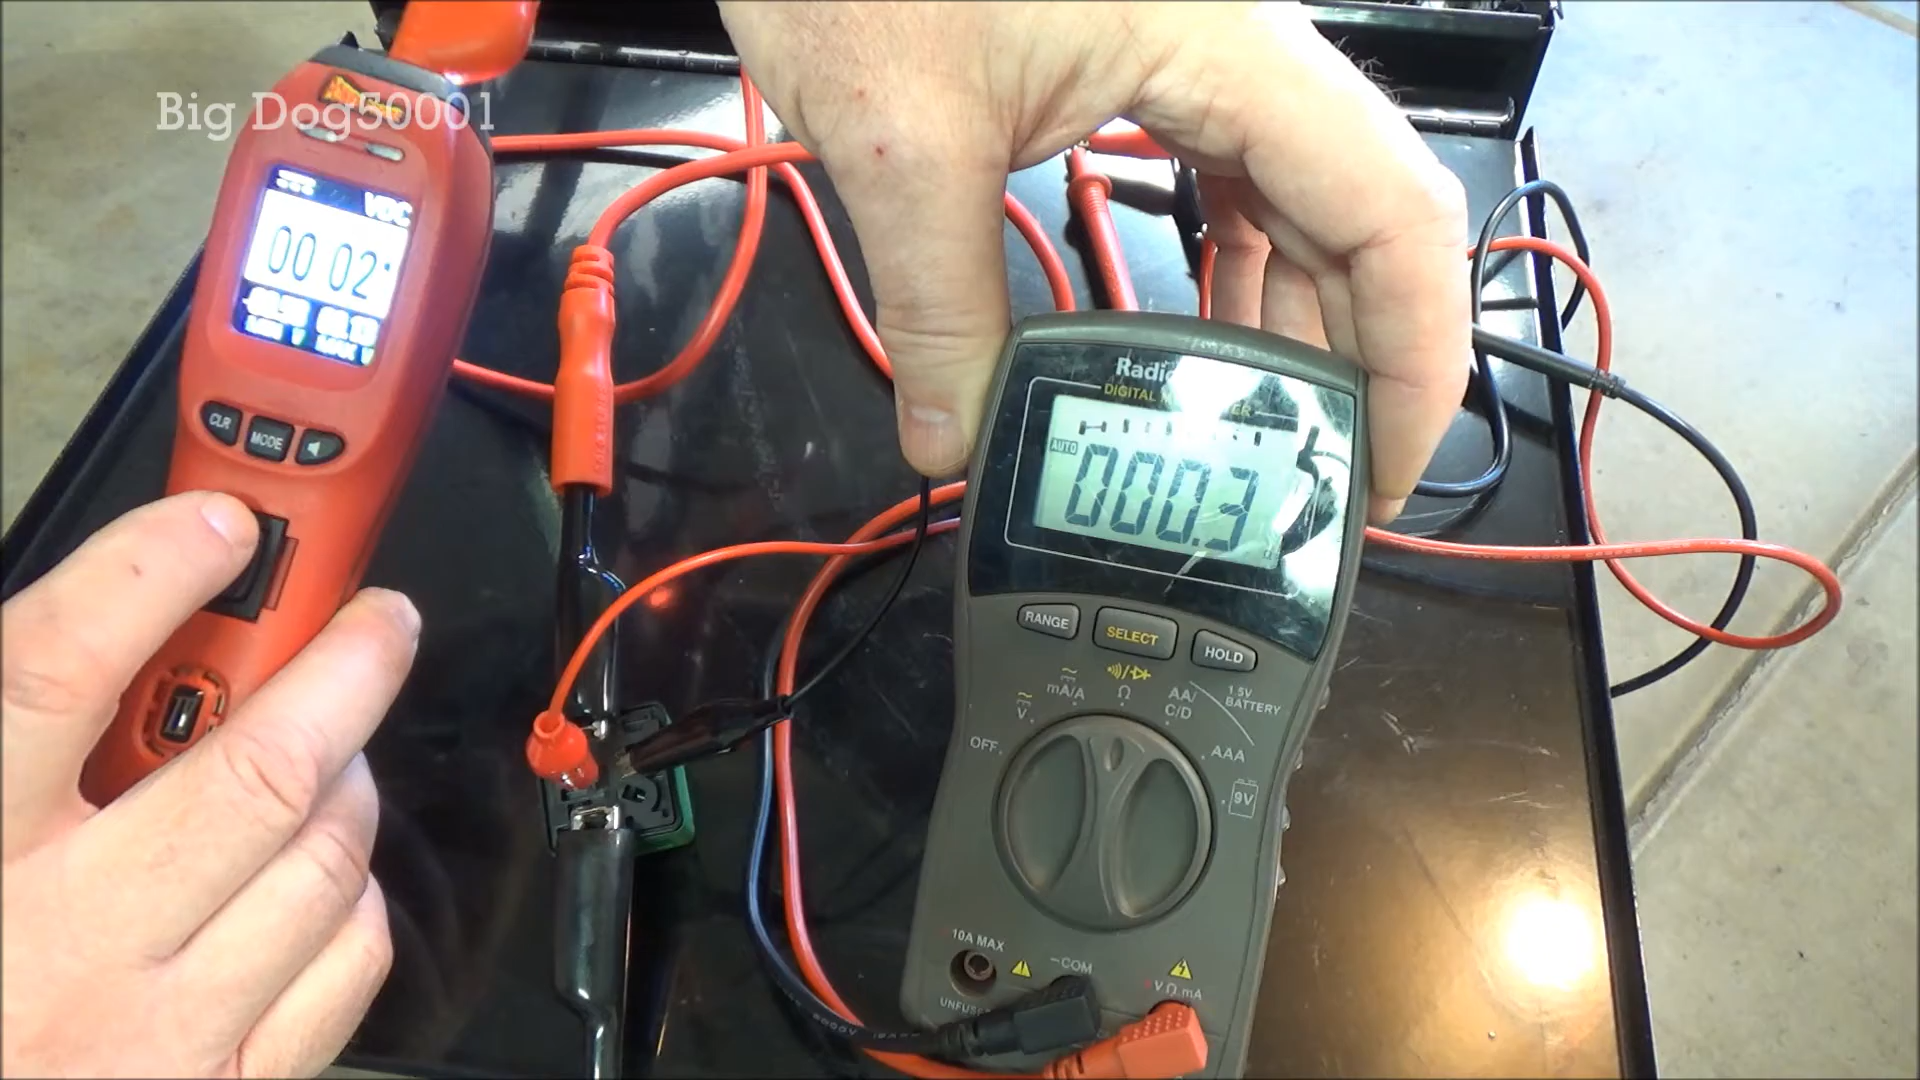 Big Dog50001
VDC
00 02
CLR
MODE
Radio
DIGITAL
AUTO
000.3
RANGE
SELECT
HOLD
V
mA/A
Ω
AA/
C/D
1.5V
BATTERY
OFF
AAA
9V
10A MAX
-COM
VΩ mA